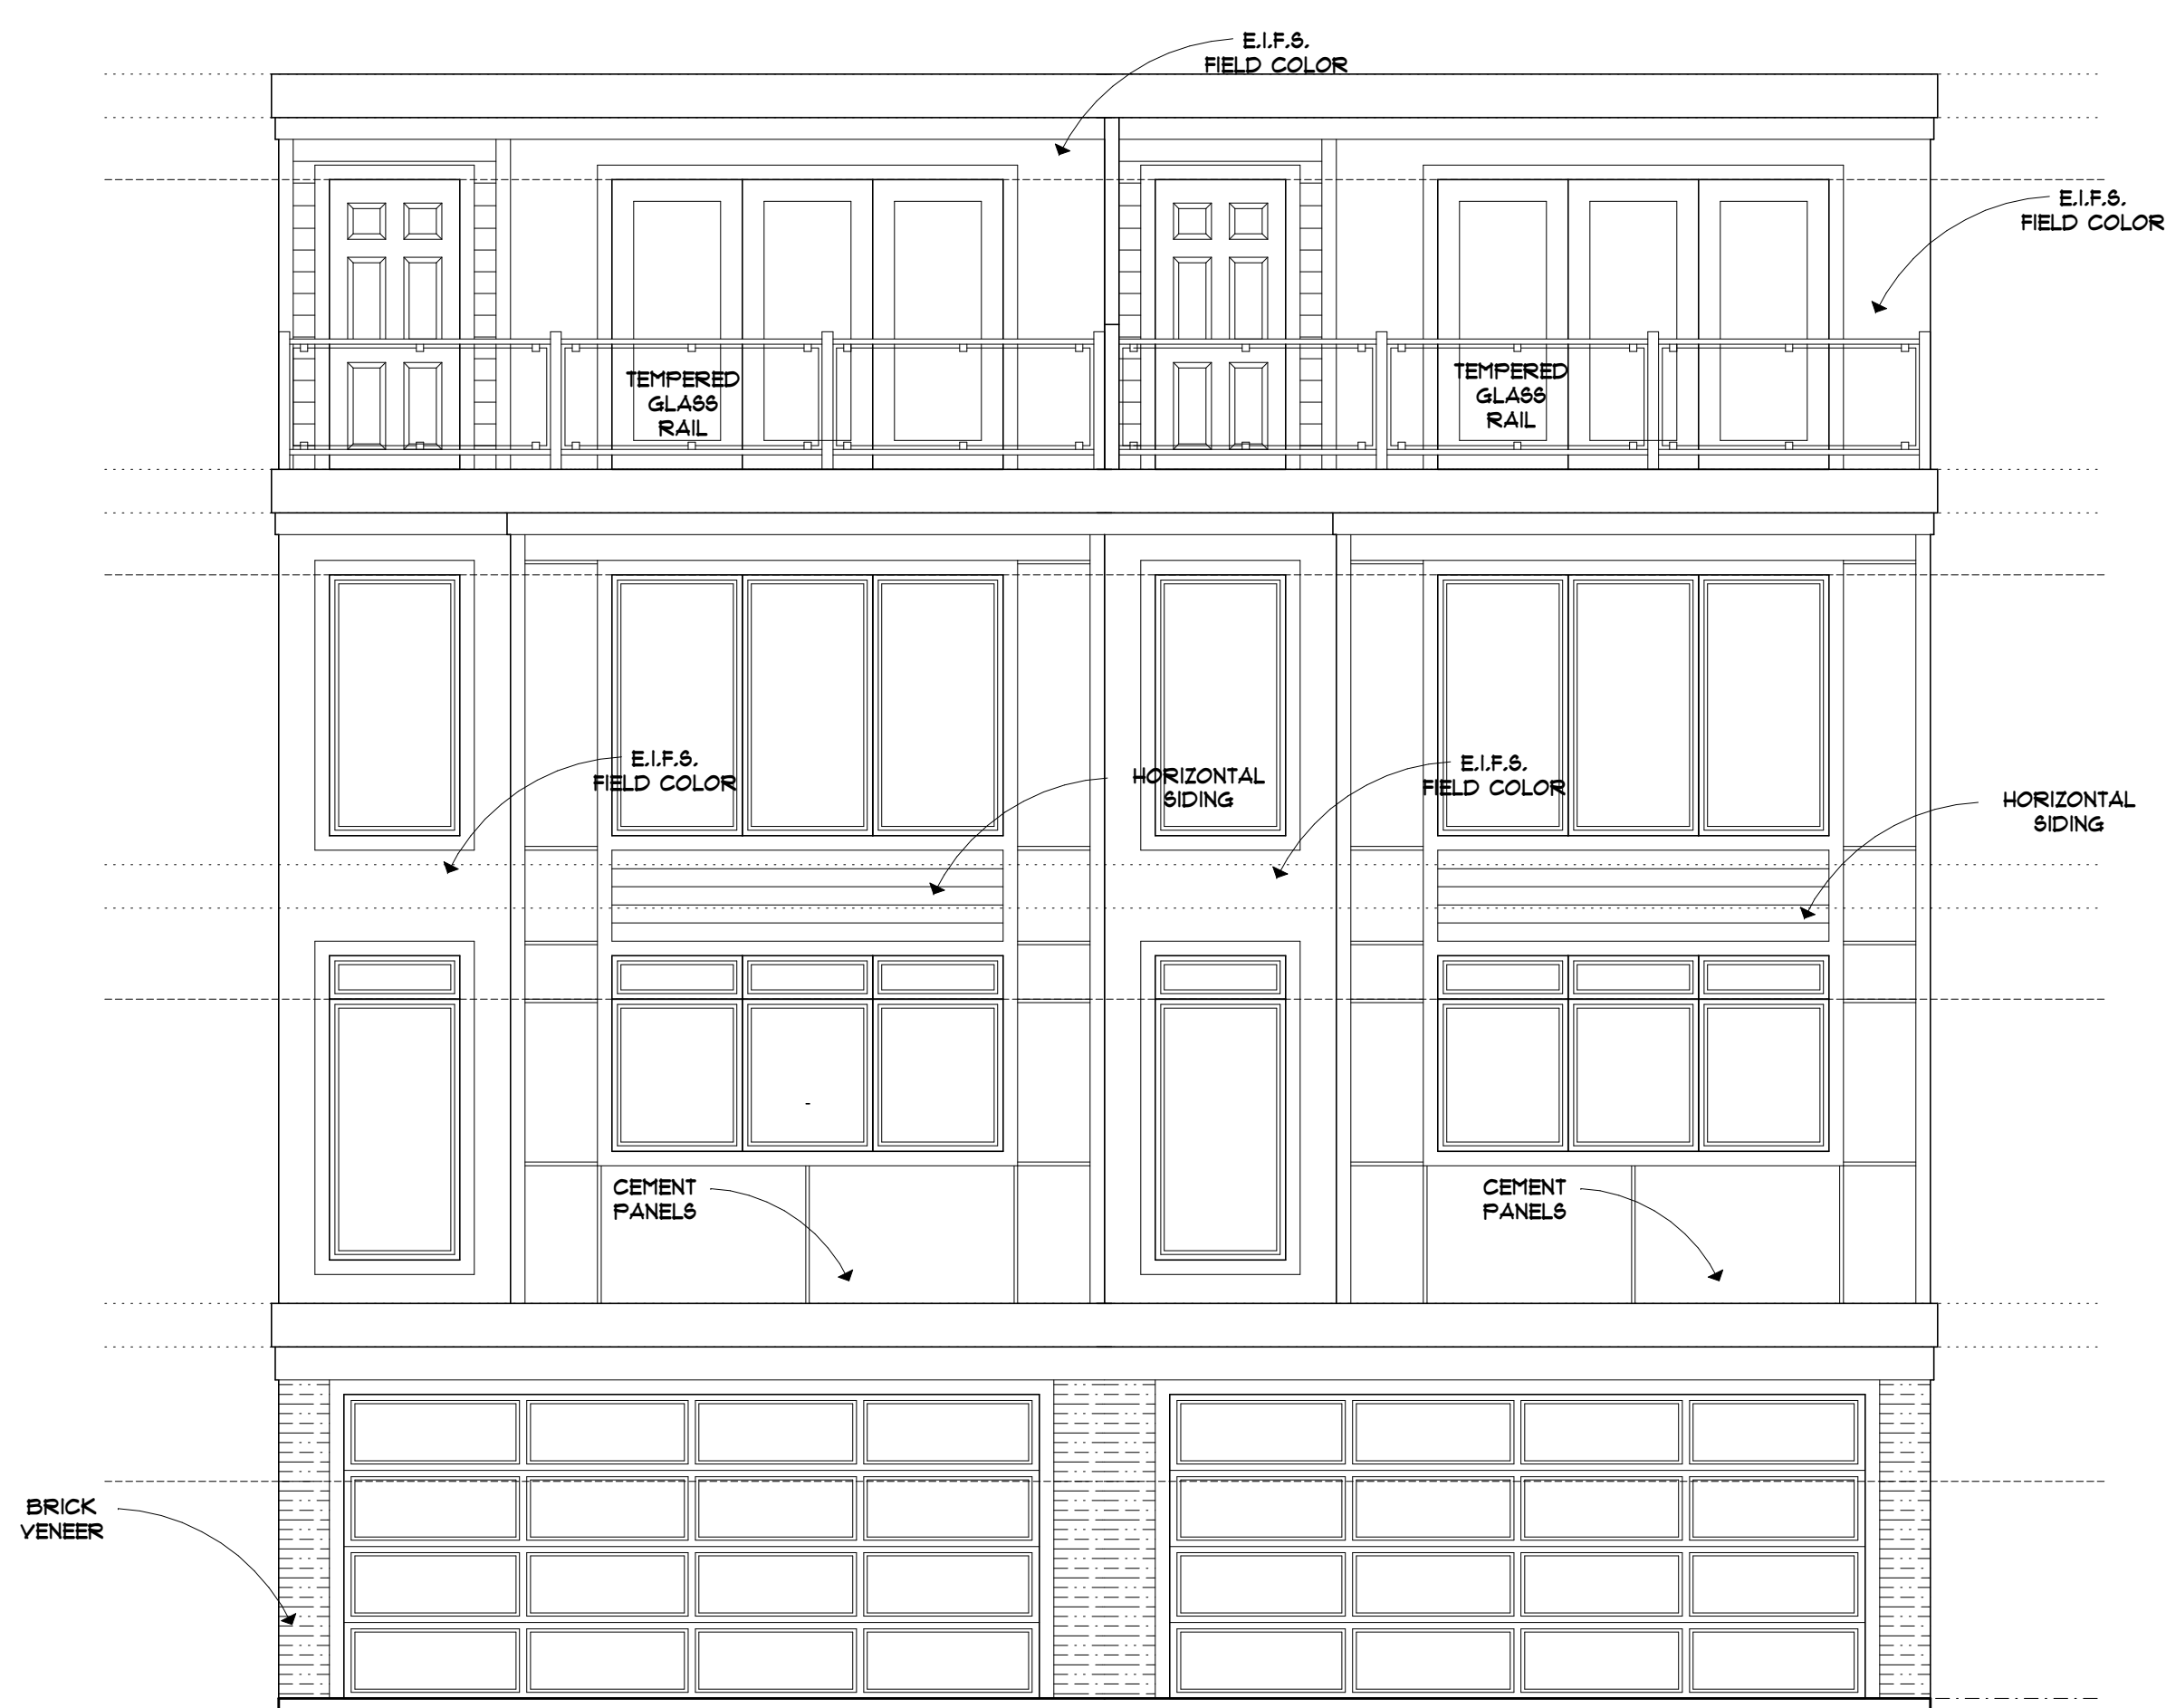 E.I.F.S.
FIELD COLOR
E.I.F.S.
FIELD COLOR
TEMPERED
GLASS
RAIL
TEMPERED
GLASS
RAIL
E.I.F.S.
FIELD COLOR
HORIZONTAL
SIDING
E.I.F.S.
FIELD COLOR
HORIZONTAL
SIDING
CEMENT
PANELS
CEMENT
PANELS
BRICK
VENEER